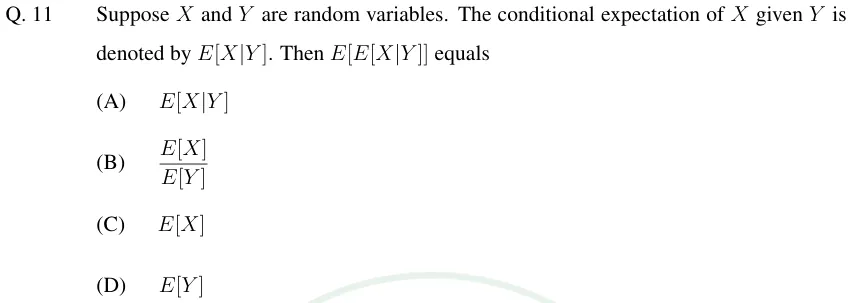 Q. 11 Suppose X and Y are random variables. The conditional expectation of X given Y is
denoted by E[X|Y]. Then E[E[X|Y]] equals
(A) E[X|Y]
(B) E[X]/E[Y]
(C) E[X]
(D) E[Y]